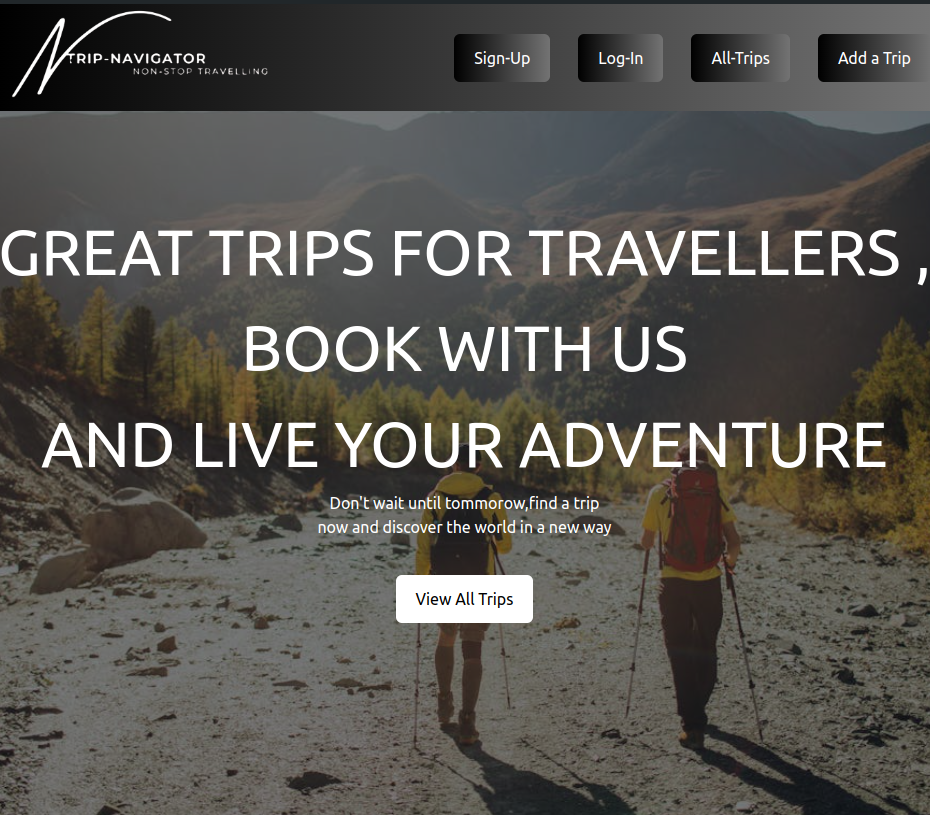 TRIP-NAVIGATOR
NON-STOP TRAVELLING
Sign-Up
Log-In
All-Trips
Add a Trip
GREAT TRIPS FOR TRAVELLERS ,
BOOK WITH US
AND LIVE YOUR ADVENTURE
Don't wait until tommorow,find a trip
now and discover the world in a new way
View All Trips